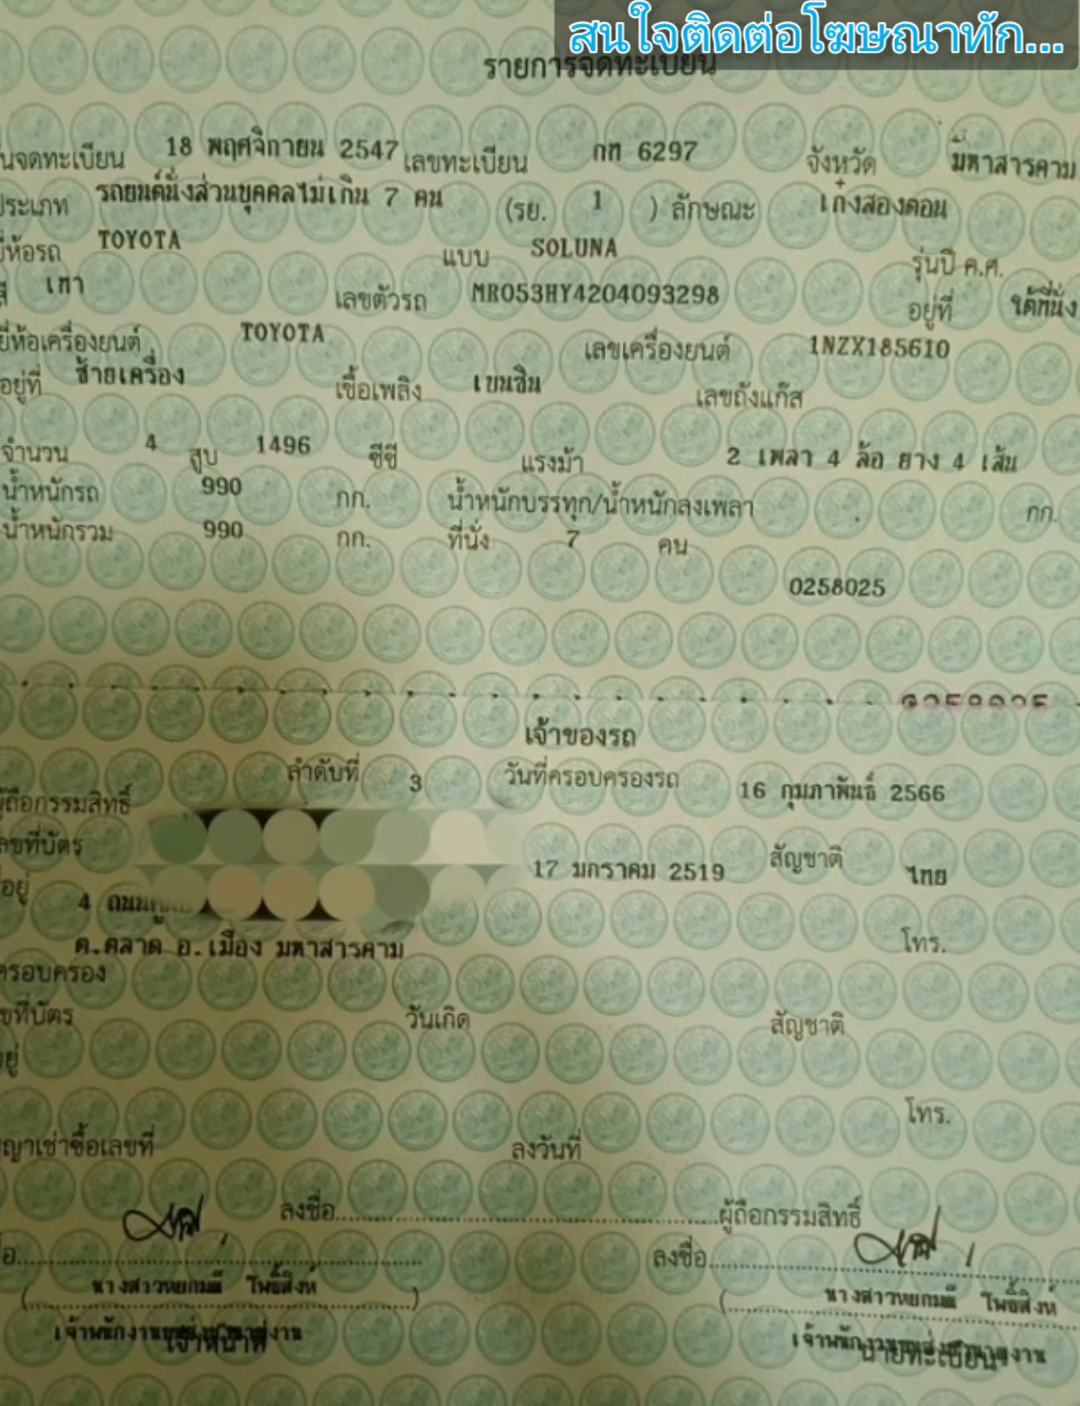 สนใจติดต่อโฆษณาทัก...
รายการจดทะเบียน
นจดทะเบียน 18 พฤศจิกายน 2547 เลขทะเบียน กท 6297 จังหวัด มหาสารคาม
ประเภท รถยนต์นั่งส่วนบุคคลไม่เกิน 7 คน (รย. 1 ) ลักษณะ เก๋งสองตอน
ยี่ห้อรถ TOYOTA แบบ SOLUNA รุ่นปี ค.ศ.
สี เทา เลขตัวรถ MR053HY4204093298 อยู่ที่ ใต้ที่นั่ง
ยี่ห้อเครื่องยนต์ TOYOTA เลขเครื่องยนต์ 1NZX185610
อยู่ที่ ซ้ายเครื่อง เชื้อเพลิง เบนซิน เลขถังแก๊ส
จำนวน 4 สูบ 1496 ซีซี แรงม้า 2 เพลา 4 ล้อ ยาง 4 เส้น
น้ำหนักรถ 990 กก. น้ำหนักบรรทุก/น้ำหนักลงเพลา กก.
น้ำหนักรวม 990 กก. ที่นั่ง 7 คน
0258025
0258025
เจ้าของรถ
ลำดับที่ 3 วันที่ครอบครองรถ 16 กุมภาพันธ์ 2566
ผู้ถือกรรมสิทธิ์
เลขที่บัตร 17 มกราคม 2519 สัญชาติ ไทย
ที่อยู่ 4 ถนน
ต.ตลาด อ.เมือง มหาสารคาม โทร.
ครอบครอง
ขที่บัตร วันเกิด สัญชาติ
อยู่
โทร.
ญาเช่าซื้อเลขที่ ลงวันที่
ลงชื่อ ผู้ถือกรรมสิทธิ์
ลงชื่อ
นางสาวหยกมณี โพธิ์สิงห์ นางสาวหยกมณี โพธิ์สิงห์
เจ้าพนักงานขนส่งชำนาญงาน เจ้าพนักงานขนส่งชำนาญงาน
เจ้าหน้าที่ นายทะเบียน